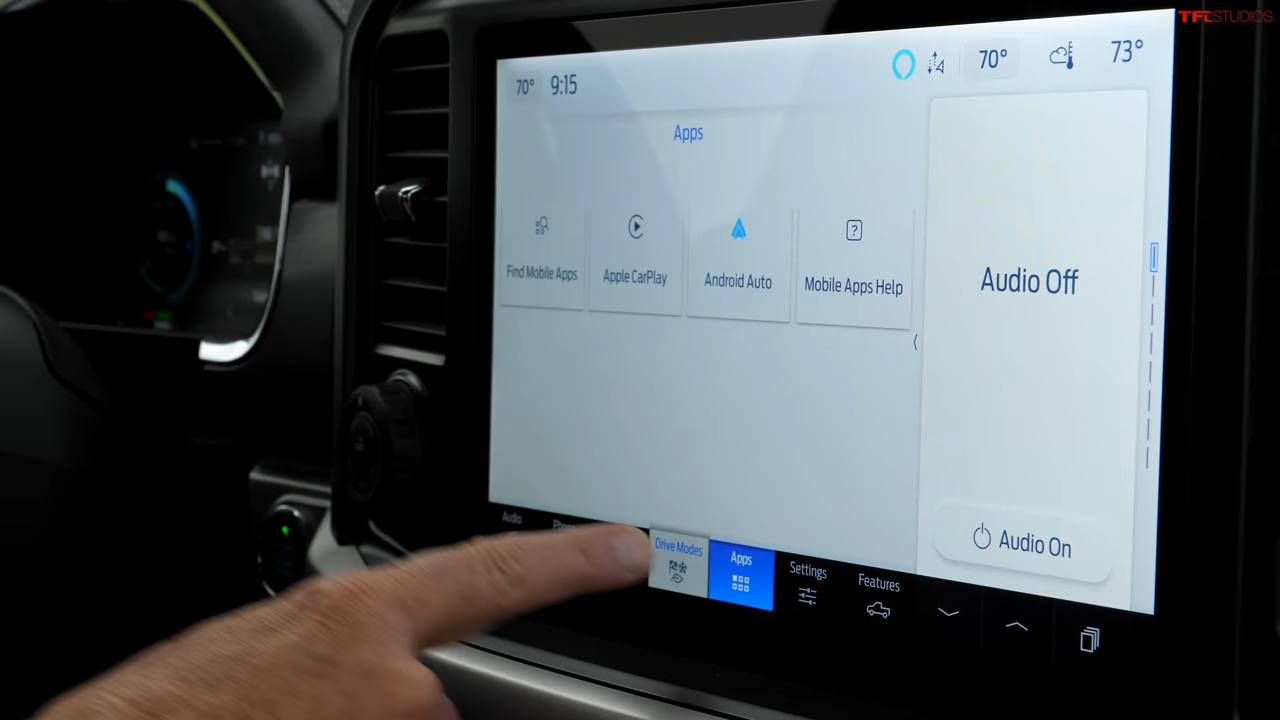 TFLSTUDIOS
70° 9:15
70° 73°
Apps
Find Mobile Apps
Apple CarPlay
Android Auto
Mobile Apps Help
Audio Off
Audio On
Audio
Drive Modes
Apps
Settings
Features